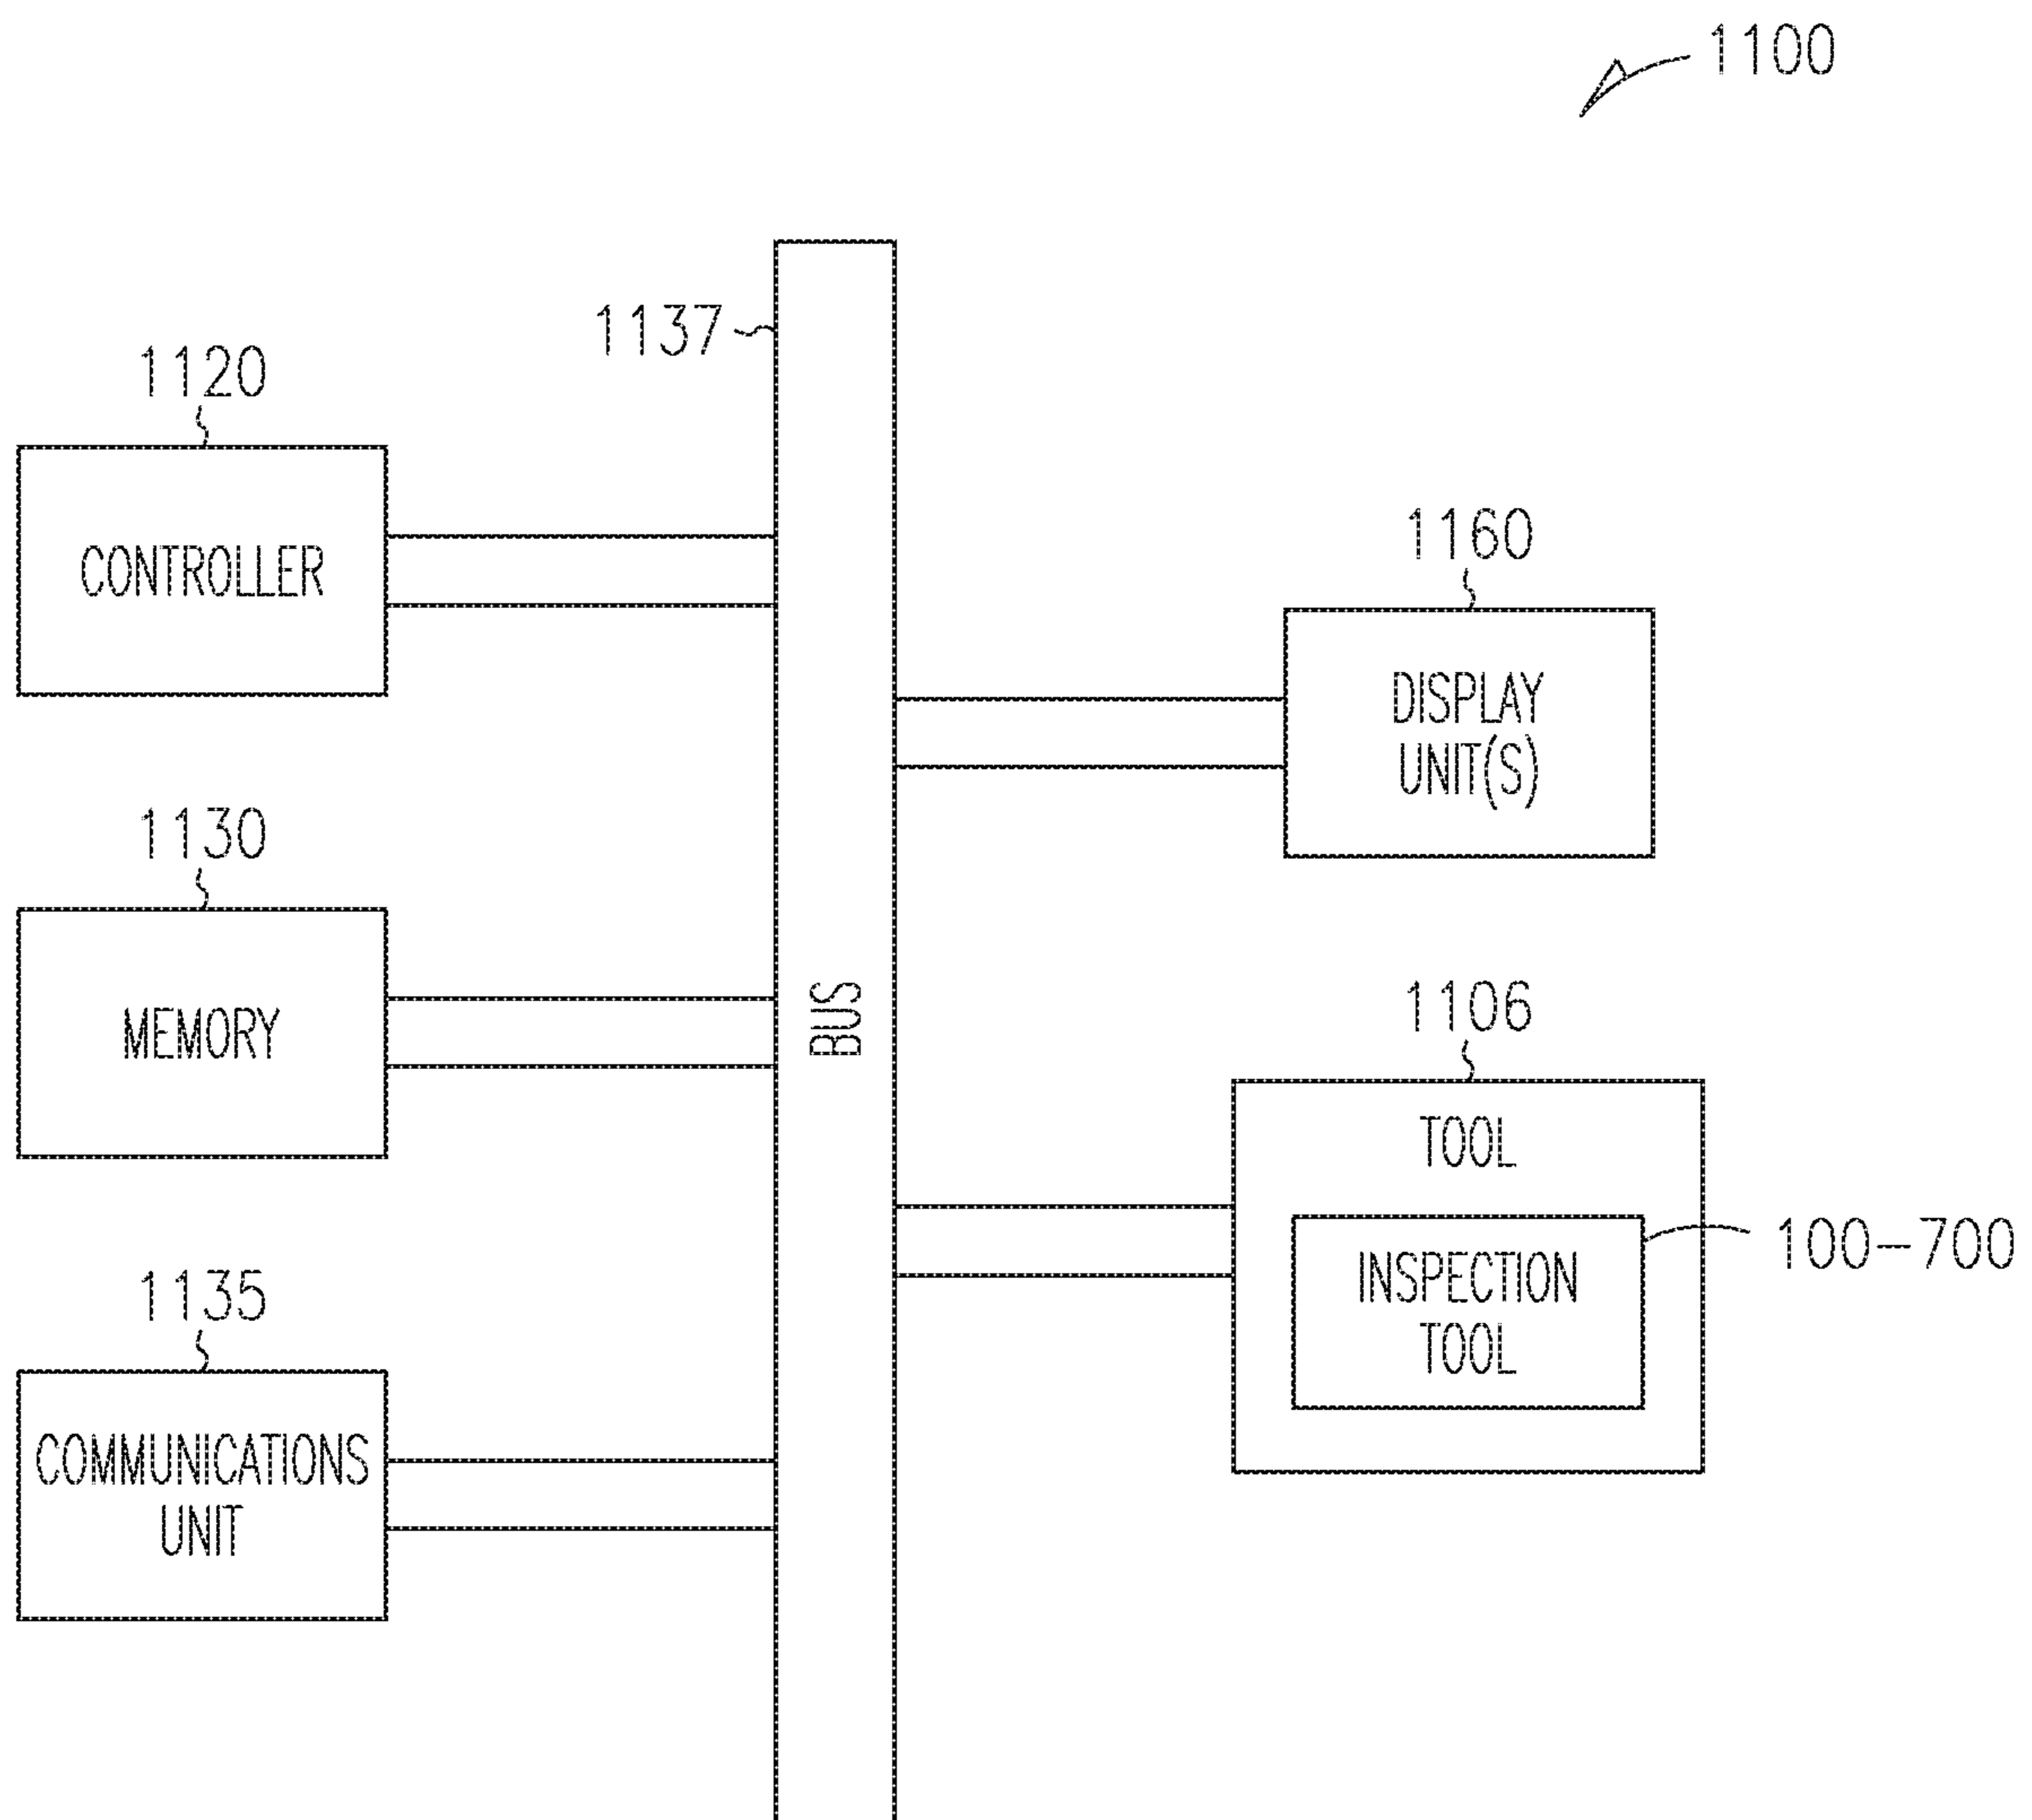 1100
1137
1120
CONTROLLER
1160
DISPLAY
UNIT(S)
1130
MEMORY
BUS
1106
TOOL
INSPECTION
TOOL
100-700
1135
COMMUNICATIONS
UNIT